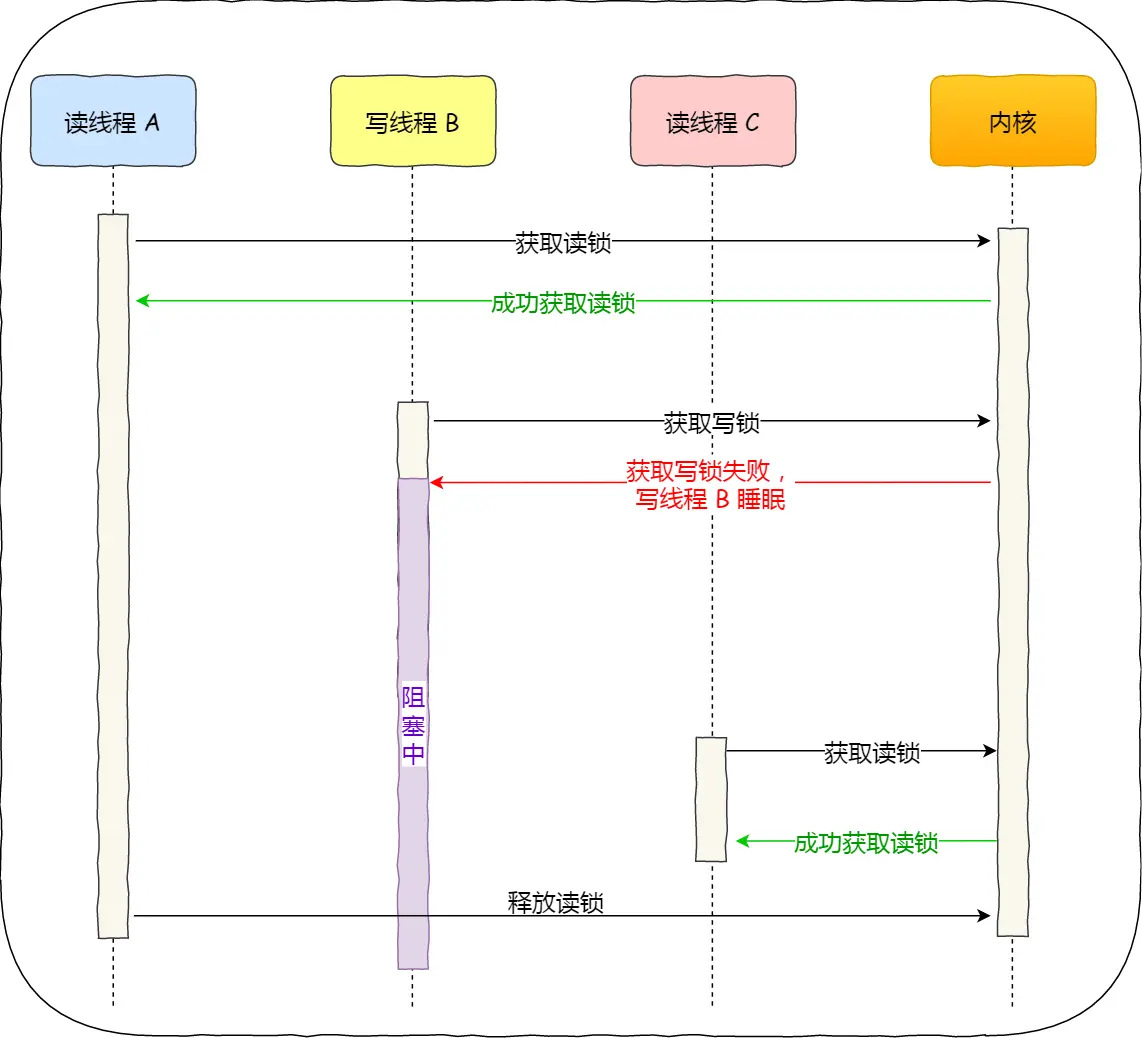 读线程 A
写线程 B
读线程 C
内核
获取读锁
成功获取读锁
获取写锁
获取写锁失败，
写线程 B 睡眠
阻
塞
中
获取读锁
成功获取读锁
释放读锁